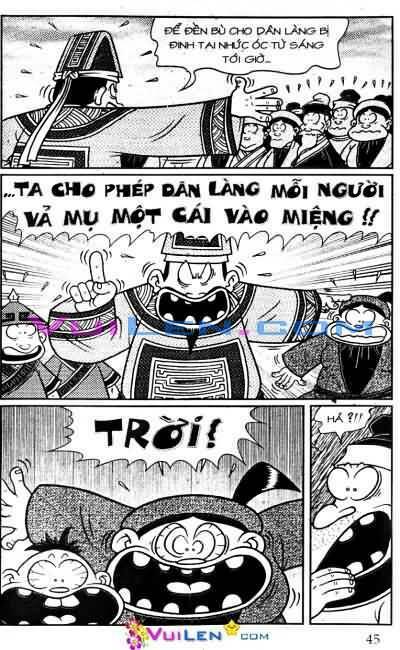 ĐỂ ĐỀN BÙ CHO DÂN LÀNG BỊ
ĐINH TAI NHỨC ÓC TỪ SÁNG
TỚI GIỜ...
...TA CHO PHÉP DÂN LÀNG MỖI NGƯỜI
VẢ MỤ MỘT CÁI VÀO MIỆNG!!
VUILEN.COM
TRỜI!
HẢ?!!
45
VUILEN.COM